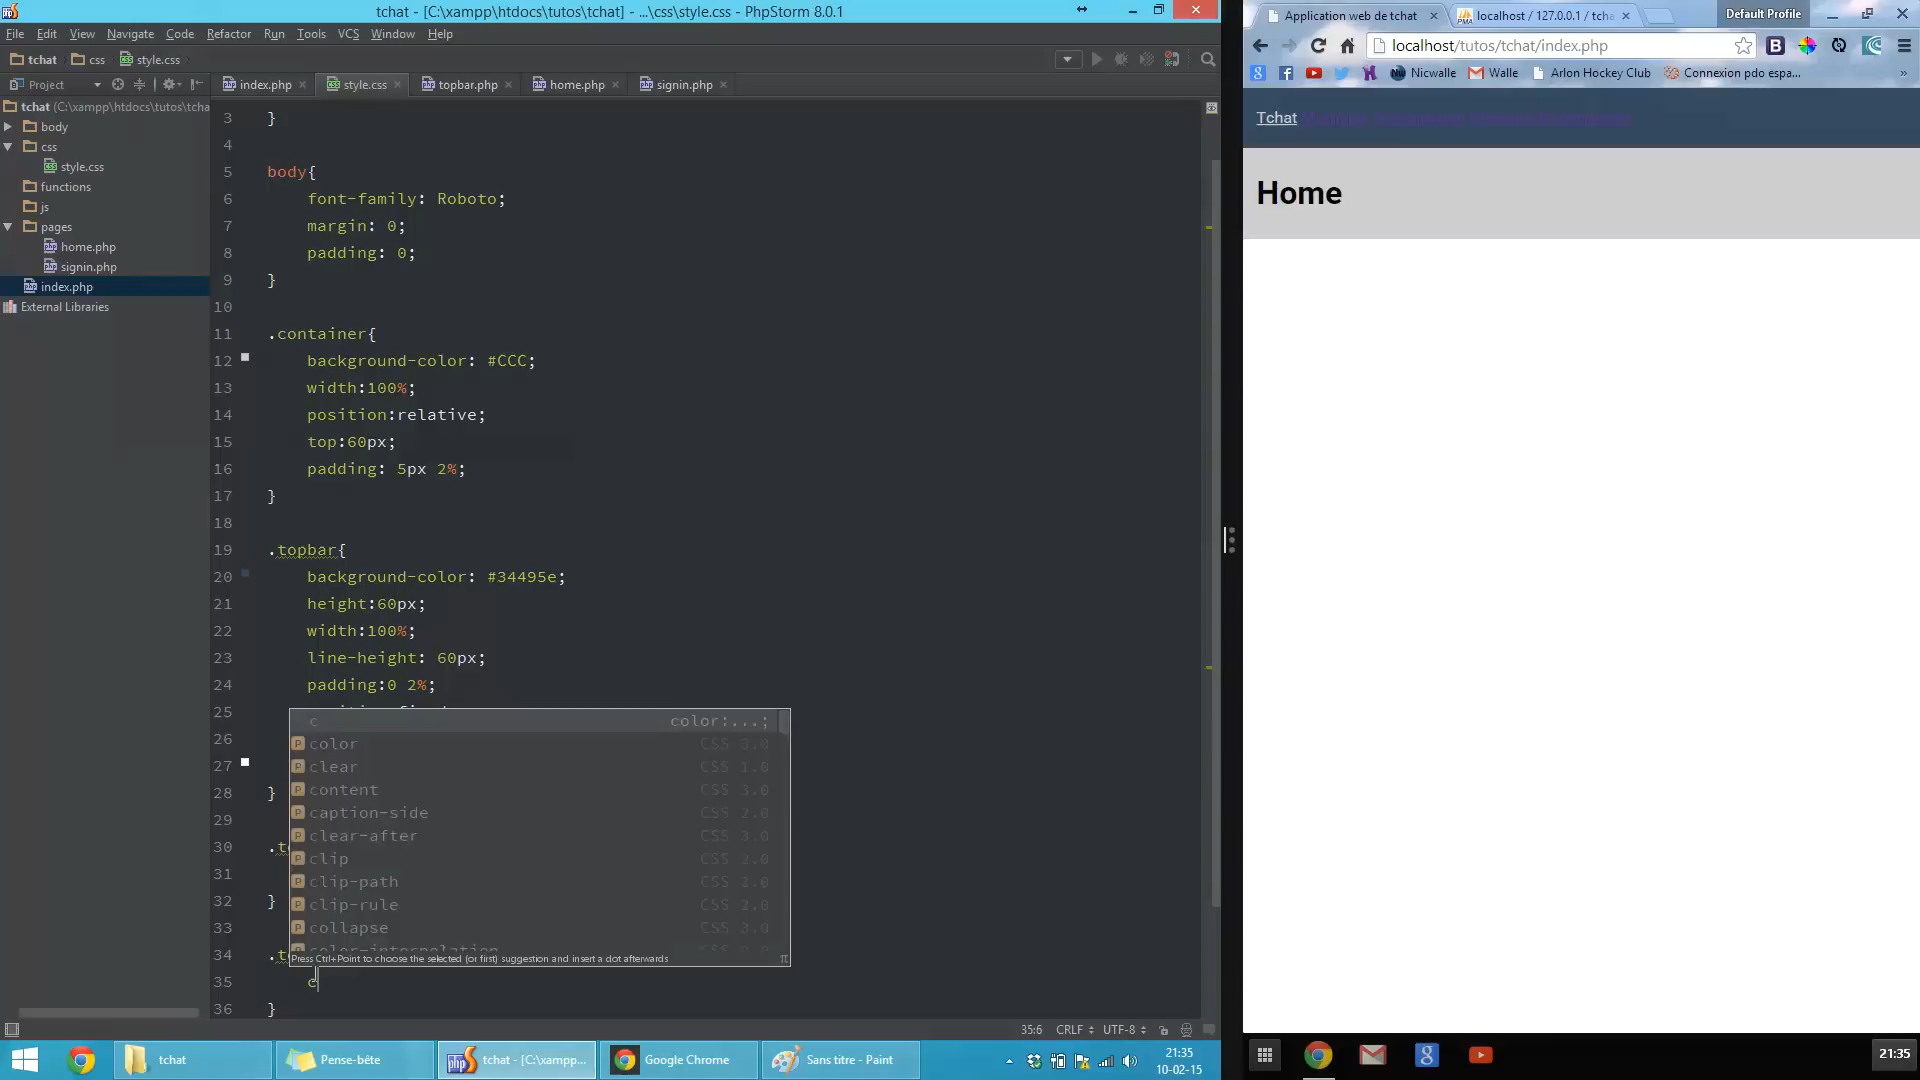 tchat - [C:\xampp\htdocs\tutos\tchat] - ...\css\style.css - PhpStorm 8.0.1
File Edit View Navigate Code Refactor Run Tools VCS Window Help
tchat css style.css
Project
index.php style.css topbar.php home.php signin.php
tchat (C:\xampp\htdocs\tutos\tcha
body
css
style.css
functions
js
pages
home.php
signin.php
index.php
External Libraries
3 }
4
5 body{
6 font-family: Roboto;
7 margin: 0;
8 padding: 0;
9 }
10
11 .container{
12 background-color: #CCC;
13 width:100%;
14 position:relative;
15 top:60px;
16 padding: 5px 2%;
17 }
18
19 .topbar{
20 background-color: #34495e;
21 height:60px;
22 width:100%;
23 line-height: 60px;
24 padding:0 2%;
25
26
27
28 }
29
30 .t
31
32 }
33
34 .t
35 c
36 }
c color:...;
color CSS 3.0
clear CSS 1.0
content CSS 3.0
caption-side CSS 2.0
clear-after CSS 3.0
clip CSS 2.0
clip-path CSS 2.0
clip-rule CSS 2.0
collapse CSS 3.0
color-interpolation
Press Ctrl+Point to choose the selected (or first) suggestion and insert a dot afterwards π
35:6 CRLF UTF-8
tchat Pense-bête tchat - [C:\xamp... Google Chrome Sans titre - Paint
21:35
10-02-15
Application web de tchat localhost / 127.0.0.1 / tcha Default Profile
localhost/tutos/tchat/index.php
Nicwalle Walle Arlon Hockey Club Connexion pdo espa... »
Tchat
Home
21:35